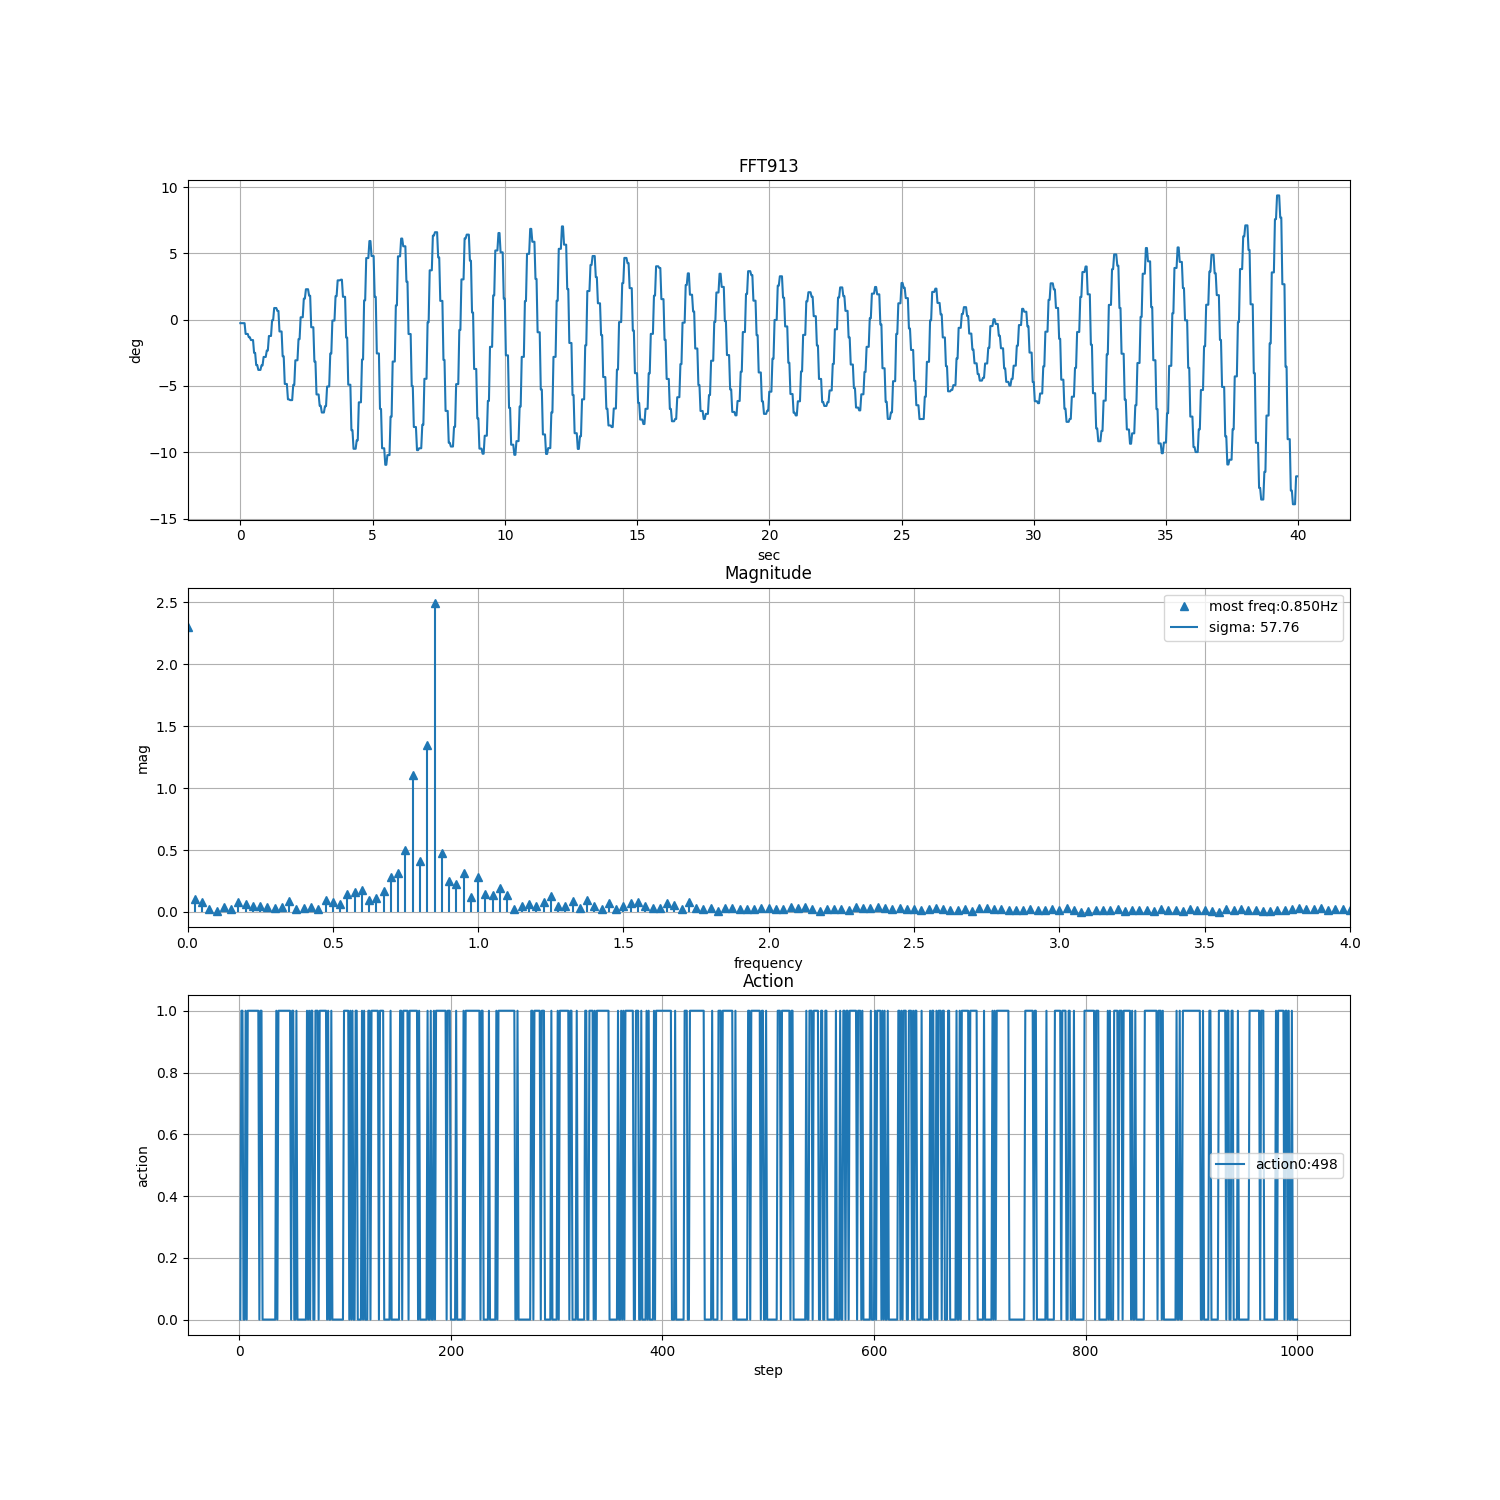 FFT913
10
5
0
−5
−10
−15
deg
0 5 10 15 20 25 30 35 40
sec
Magnitude
2.5
2.0
1.5
1.0
0.5
0.0
mag
most freq:0.850Hz
sigma: 57.76
0.0 0.5 1.0 1.5 2.0 2.5 3.0 3.5 4.0
frequency
Action
1.0
0.8
0.6
0.4
0.2
0.0
action
action0:498
0 200 400 600 800 1000
step